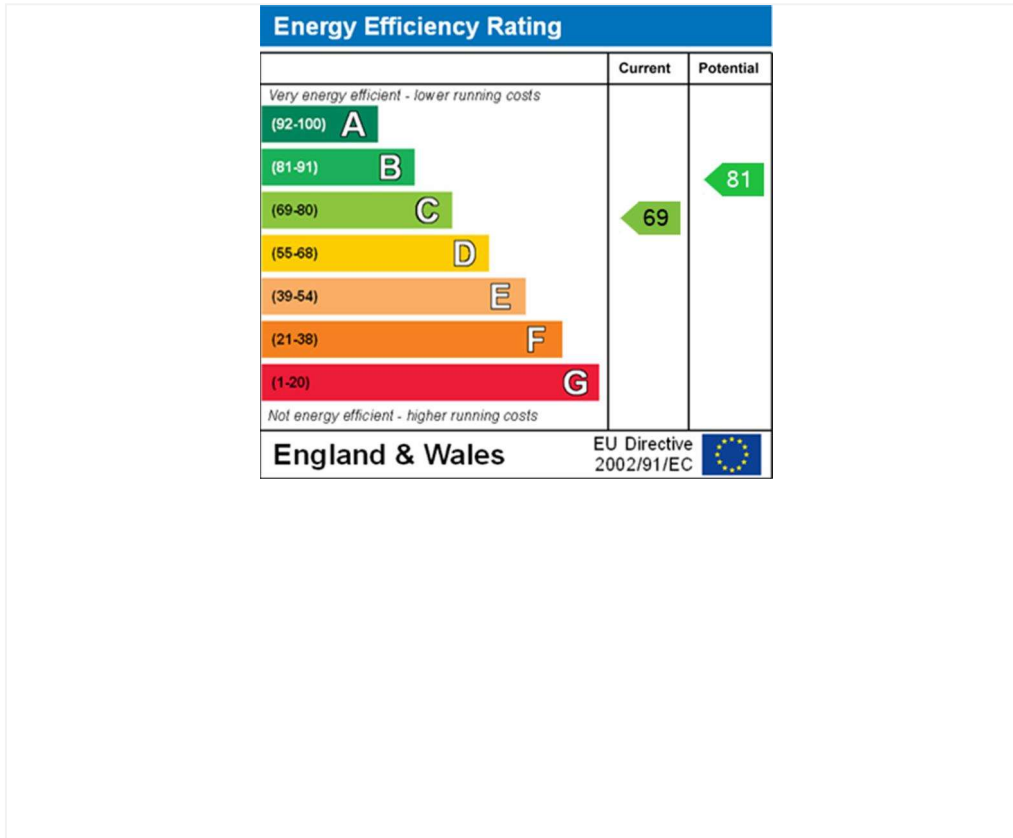 Energy Efficiency Rating
Current Potential
Very energy efficient - lower running costs
(92-100) A
(81-91) B
81
(69-80) C
69
(55-68) D
(39-54) E
(21-38) F
(1-20) G
Not energy efficient - higher running costs
England & Wales
EU Directive
2002/91/EC